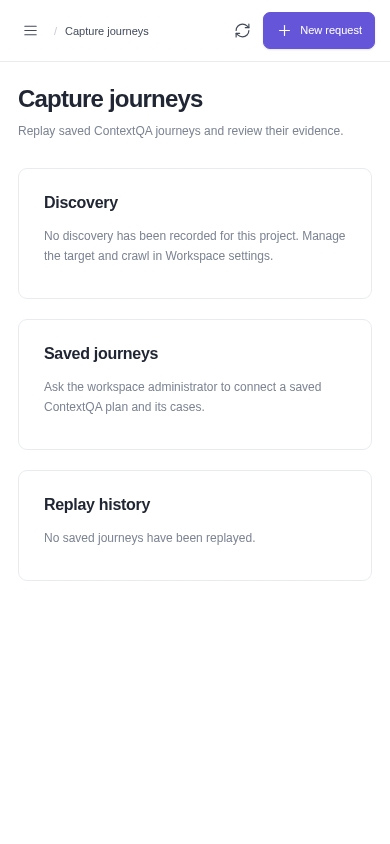 / Capture journeys
New request
Capture journeys
Replay saved ContextQA journeys and review their evidence.
Discovery
No discovery has been recorded for this project. Manage
the target and crawl in Workspace settings.
Saved journeys
Ask the workspace administrator to connect a saved
ContextQA plan and its cases.
Replay history
No saved journeys have been replayed.